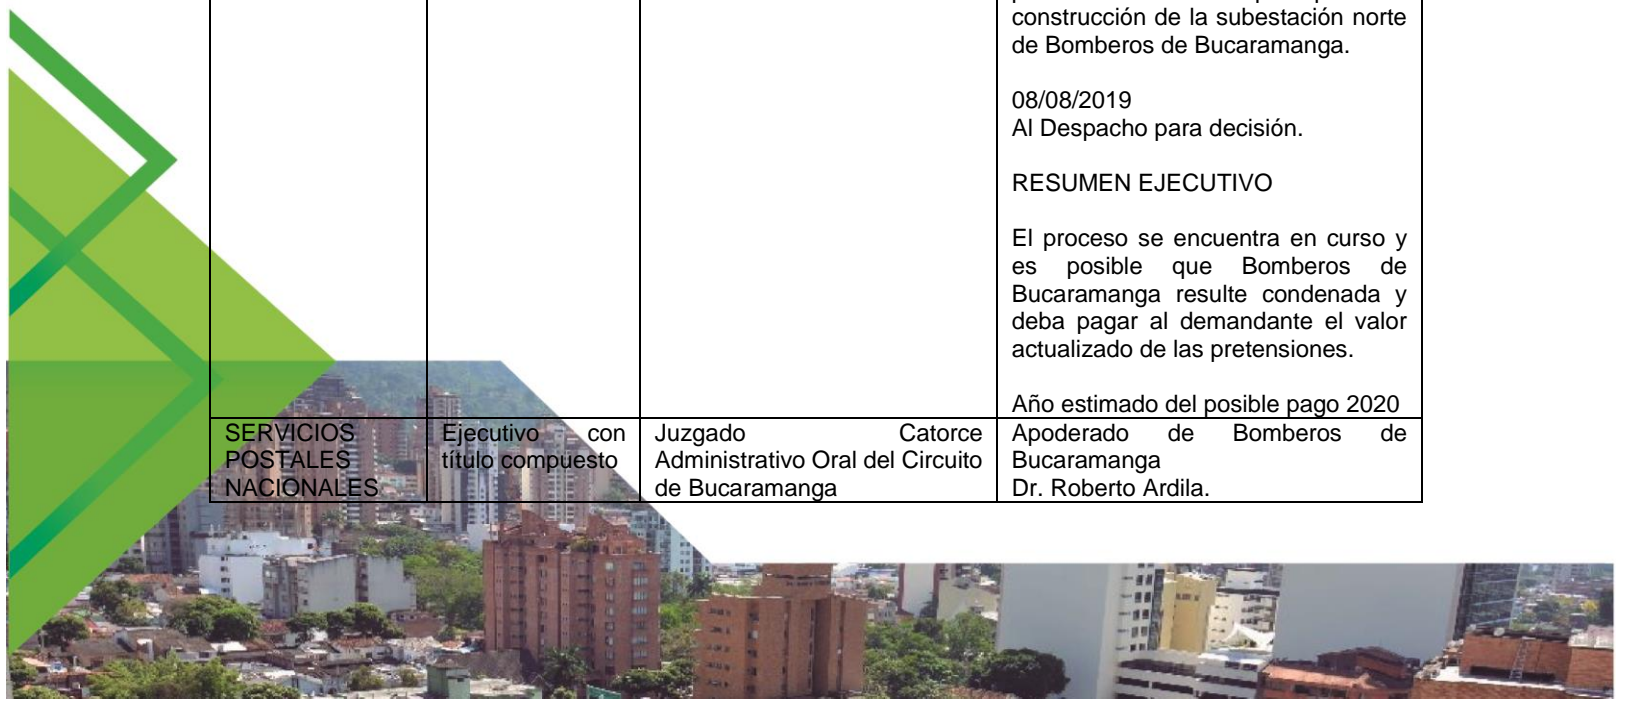 construcción de la subestación norte
de Bomberos de Bucaramanga.
08/08/2019
Al Despacho para decisión.
RESUMEN EJECUTIVO
El proceso se encuentra en curso y
es posible que Bomberos de
Bucaramanga resulte condenada y
deba pagar al demandante el valor
actualizado de las pretensiones.
Año estimado del posible pago 2020
SERVICIOS
POSTALES
NACIONALES
Ejecutivo con
título compuesto
Juzgado Catorce
Administrativo Oral del Circuito
de Bucaramanga
Apoderado de Bomberos de
Bucaramanga
Dr. Roberto Ardila.